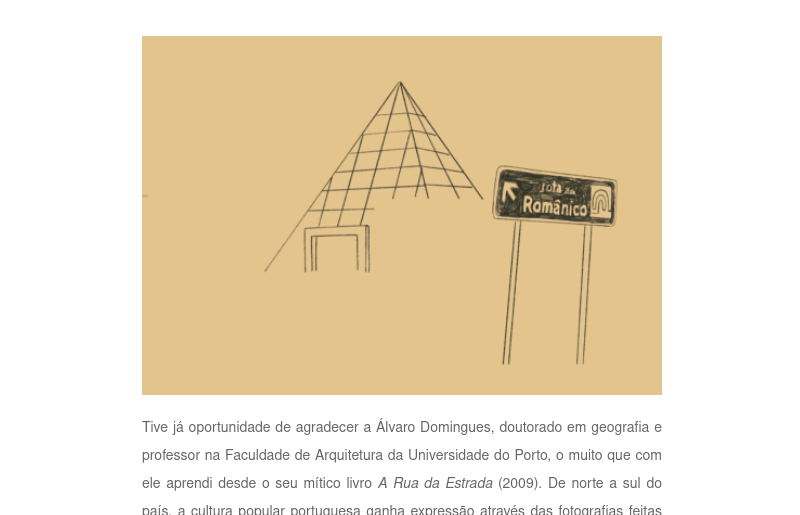 rota do
Românico
Tive já oportunidade de agradecer a Álvaro Domingues, doutorado em geografia e
professor na Faculdade de Arquitetura da Universidade do Porto, o muito que com
ele aprendi desde o seu mítico livro A Rua da Estrada (2009). De norte a sul do
país, a cultura popular portuguesa ganha expressão através das fotografias feitas